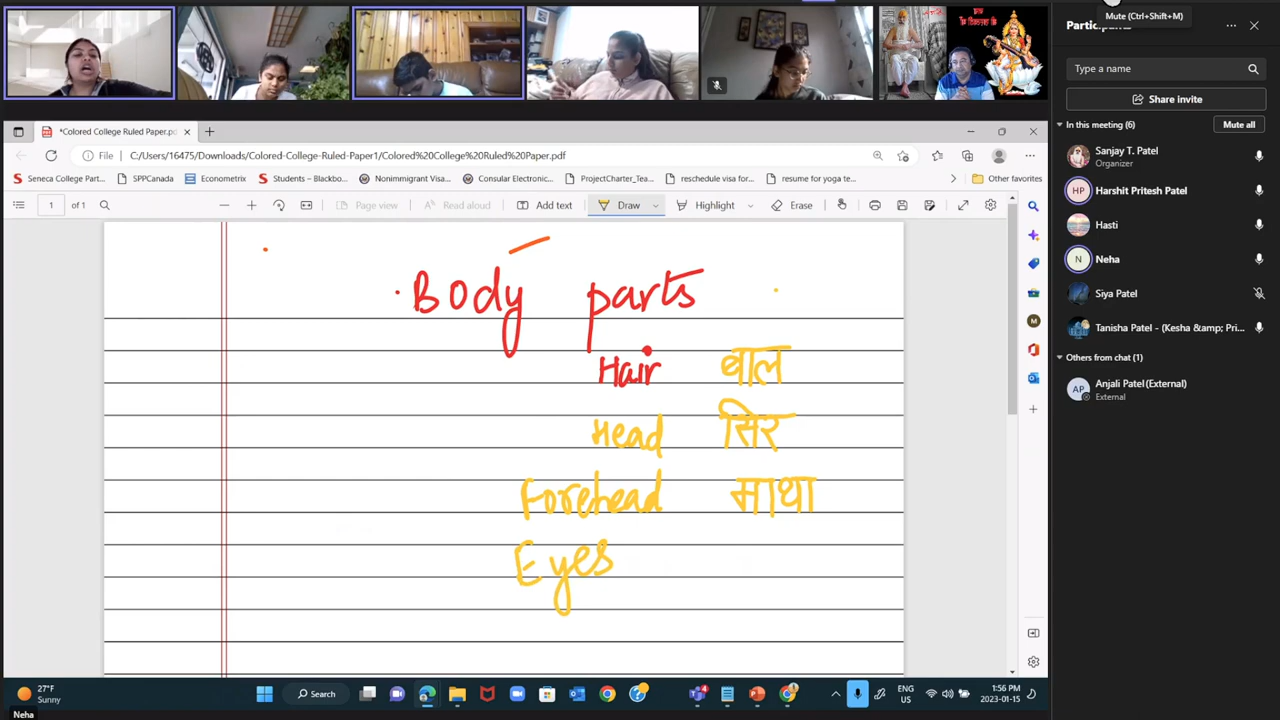 Participants
Mute (Ctrl+Shift+M)
Type a name
Share invite
In this meeting (6)
Mute all
Sanjay T. Patel
Organizer
HP Harshit Pritesh Patel
Hasti
N Neha
Siya Patel
Tanisha Patel - (Kesha &amp; Pri...
Others from chat (1)
AP Anjali Patel (External)
External
*Colored College Ruled Paper.pd
File C:/Users/16475/Downloads/Colored-College-Ruled-Paper1/Colored%20College%20Ruled%20Paper.pdf
Seneca College Part... SPPCanada Econometrix Students – Blackbo... Nonimmigrant Visa... Consular Electronic... ProjectCharter_Tea... reschedule visa for... resume for yoga te... Other favorites
1 of 1 Page view Read aloud Add text Draw Highlight Erase
Body parts
Hair बाल
Head सिर
Forehead माथा
Eyes
27°F
Sunny
Search
ENG
US
1:56 PM
2023-01-15
Neha